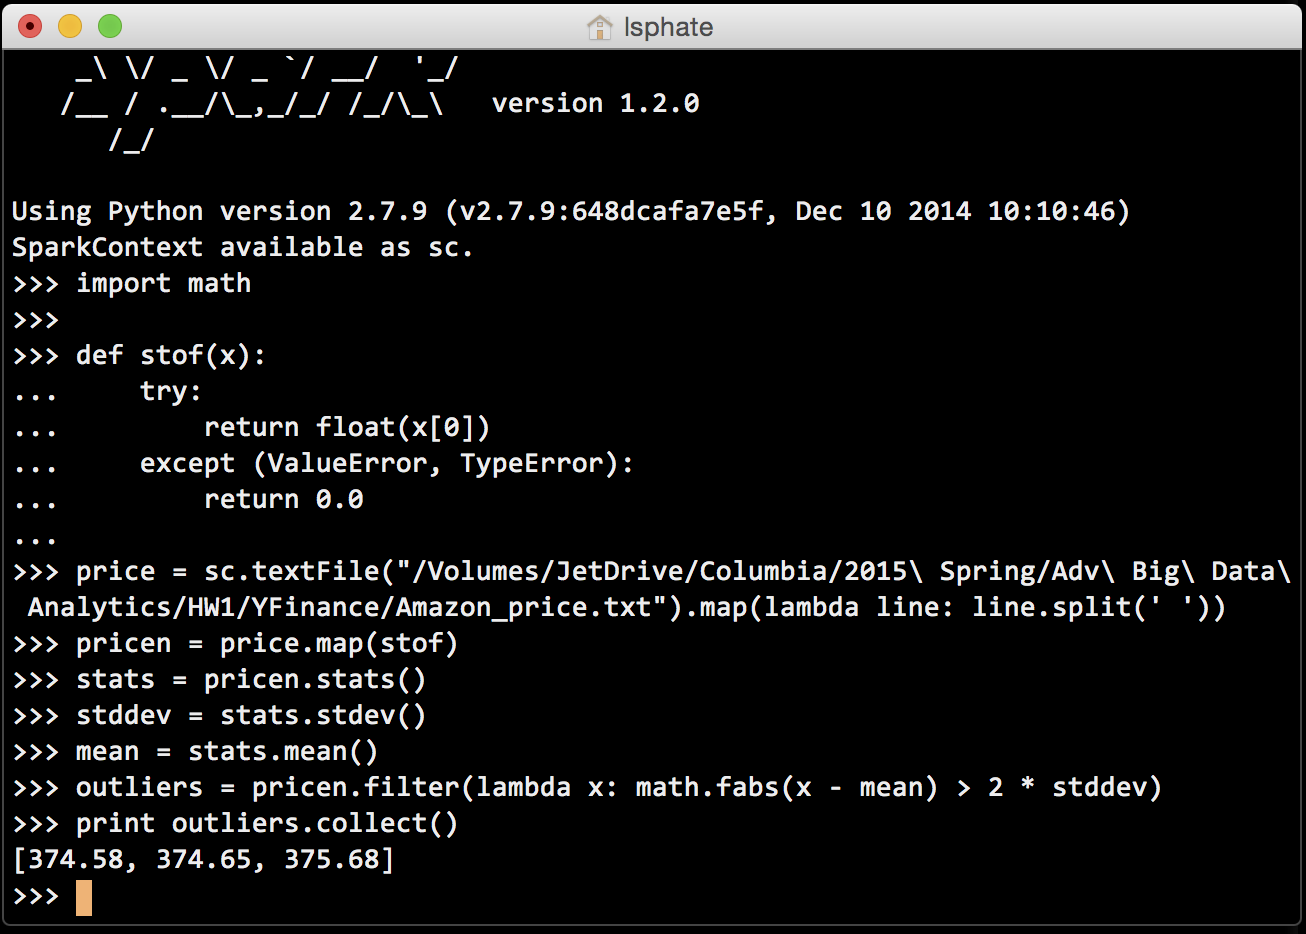 lsphate
    _\ \/ _ \/ _ `/ __/  '_/
   /__ / .__/\_,_/_/ /_/\_\   version 1.2.0
      /_/
Using Python version 2.7.9 (v2.7.9:648dcafa7e5f, Dec 10 2014 10:10:46)
SparkContext available as sc.
>>> import math
>>>
>>> def stof(x):
...     try:
...         return float(x[0])
...     except (ValueError, TypeError):
...         return 0.0
...
>>> price = sc.textFile("/Volumes/JetDrive/Columbia/2015\ Spring/Adv\ Big\ Data\
 Analytics/HW1/YFinance/Amazon_price.txt").map(lambda line: line.split(' '))
>>> pricen = price.map(stof)
>>> stats = pricen.stats()
>>> stddev = stats.stdev()
>>> mean = stats.mean()
>>> outliers = pricen.filter(lambda x: math.fabs(x - mean) > 2 * stddev)
>>> print outliers.collect()
[374.58, 374.65, 375.68]
>>>